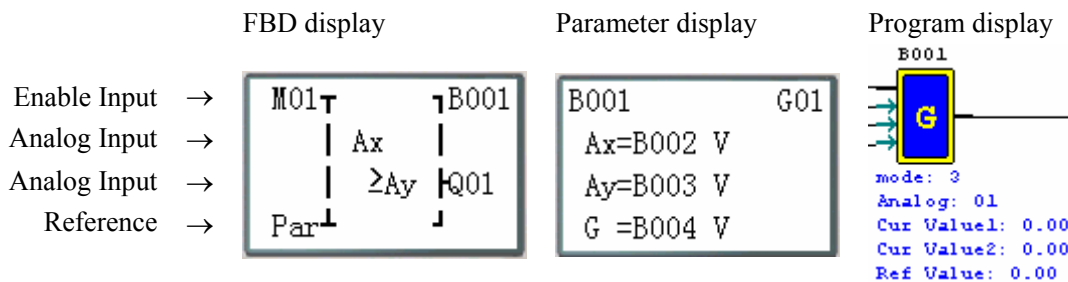 FBD display
Parameter display
Program display
Enable Input →
Analog Input →
Analog Input →
Reference →
M01 B001
Ax
≥Ay Q01
Par
B001 G01
Ax=B002 V
Ay=B003 V
G =B004 V
B001
G
mode: 3
Analog: 01
Cur Value1: 0.00
Cur Value2: 0.00
Ref Value: 0.00